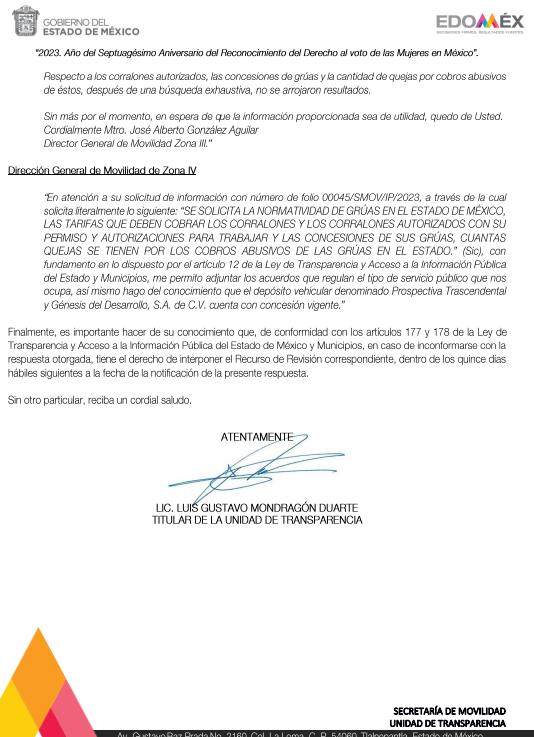 GOBIERNO DEL
ESTADO DE MÉXICO
EDOMÉX
DECISIONES FIRMES, RESULTADOS FUERTES.
"2023. Año del Septuagésimo Aniversario del Reconocimiento del Derecho al voto de las Mujeres en México".
Respecto a los corralones autorizados, las concesiones de grúas y la cantidad de quejas por cobros abusivos
de éstos, después de una búsqueda exhaustiva, no se arrojaron resultados.
Sin más por el momento, en espera de que la información proporcionada sea de utilidad, quedo de Usted.
Cordialmente Mtro. José Alberto González Aguilar
Director General de Movilidad Zona III."
Dirección General de Movilidad de Zona IV
"En atención a su solicitud de información con número de folio 00045/SMOV/IP/2023, a través de la cual
solicita literalmente lo siguiente: "SE SOLICITA LA NORMATIVIDAD DE GRÚAS EN EL ESTADO DE MÉXICO,
LAS TARIFAS QUE DEBEN COBRAR LOS CORRALONES Y LOS CORRALONES AUTORIZADOS CON SU
PERMISO Y AUTORIZACIONES PARA TRABAJAR Y LAS CONCESIONES DE SUS GRÚAS, CUANTAS
QUEJAS SE TIENEN POR LOS COBROS ABUSIVOS DE LAS GRÚAS EN EL ESTADO." (Sic), con
fundamento en lo dispuesto por el artículo 12 de la Ley de Transparencia y Acceso a la Información Pública
del Estado y Municipios, me permito adjuntar los acuerdos que regulan el tipo de servicio público que nos
ocupa, así mismo hago del conocimiento que el depósito vehicular denominado Prospectiva Trascendental
y Génesis del Desarrollo, S.A. de C.V. cuenta con concesión vigente."
Finalmente, es importante hacer de su conocimiento que, de conformidad con los artículos 177 y 178 de la Ley de
Transparencia y Acceso a la Información Pública del Estado de México y Municipios, en caso de inconformarse con la
respuesta otorgada, tiene el derecho de interponer el Recurso de Revisión correspondiente, dentro de los quince días
hábiles siguientes a la fecha de la notificación de la presente respuesta.
Sin otro particular, reciba un cordial saludo.
ATENTAMENTE
LIC. LUIS GUSTAVO MONDRAGÓN DUARTE
TITULAR DE LA UNIDAD DE TRANSPARENCIA
SECRETARÍA DE MOVILIDAD
UNIDAD DE TRANSPARENCIA
Av. Gustavo Baz Prada No. 2160, Col. La Loma, C. P. 54060, Tlalnepantla, Estado de México